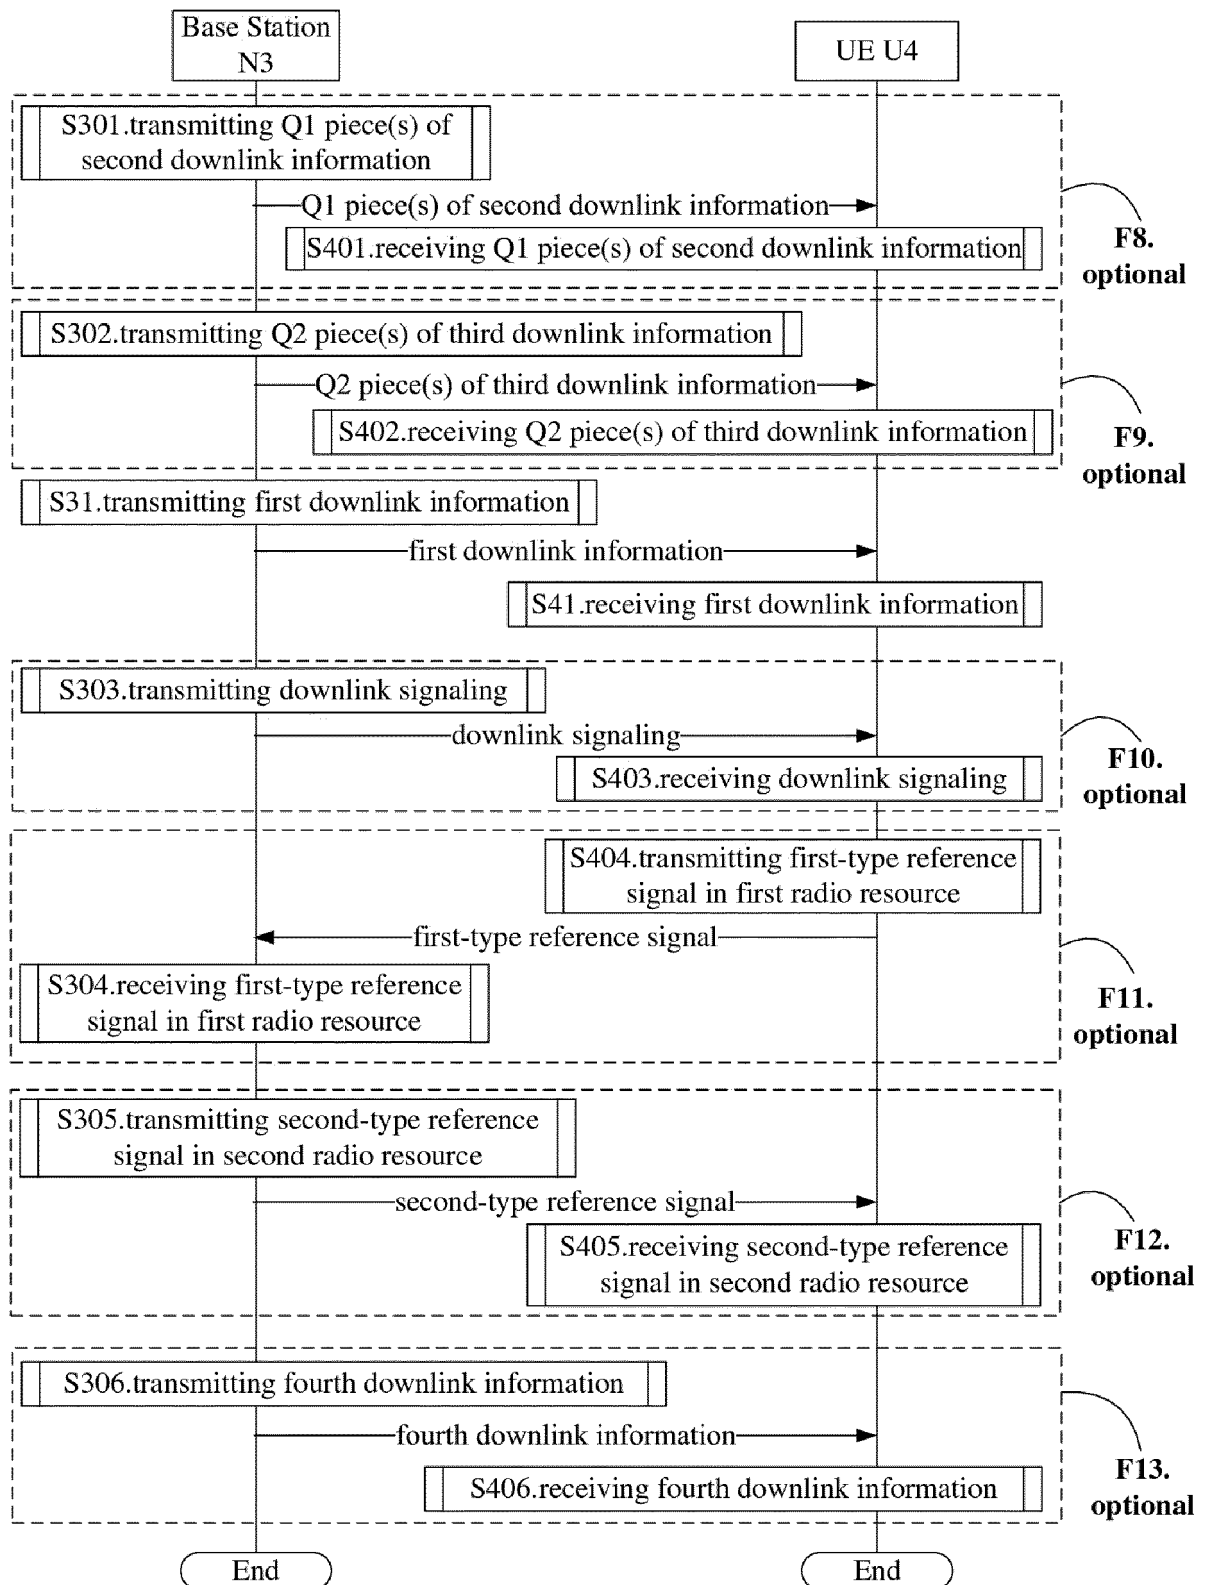 Base Station
N3
UE U4
S301.transmitting Q1 piece(s) of
second downlink information
Q1 piece(s) of second downlink information
S401.receiving Q1 piece(s) of second downlink information
F8.
optional
S302.transmitting Q2 piece(s) of third downlink information
Q2 piece(s) of third downlink information
S402.receiving Q2 piece(s) of third downlink information
F9.
optional
S31.transmitting first downlink information
first downlink information
S41.receiving first downlink information
S303.transmitting downlink signaling
downlink signaling
S403.receiving downlink signaling
F10.
optional
S404.transmitting first-type reference
signal in first radio resource
first-type reference signal
S304.receiving first-type reference
signal in first radio resource
F11.
optional
S305.transmitting second-type reference
signal in second radio resource
second-type reference signal
S405.receiving second-type reference
signal in second radio resource
F12.
optional
S306.transmitting fourth downlink information
fourth downlink information
S406.receiving fourth downlink information
F13.
optional
End
End